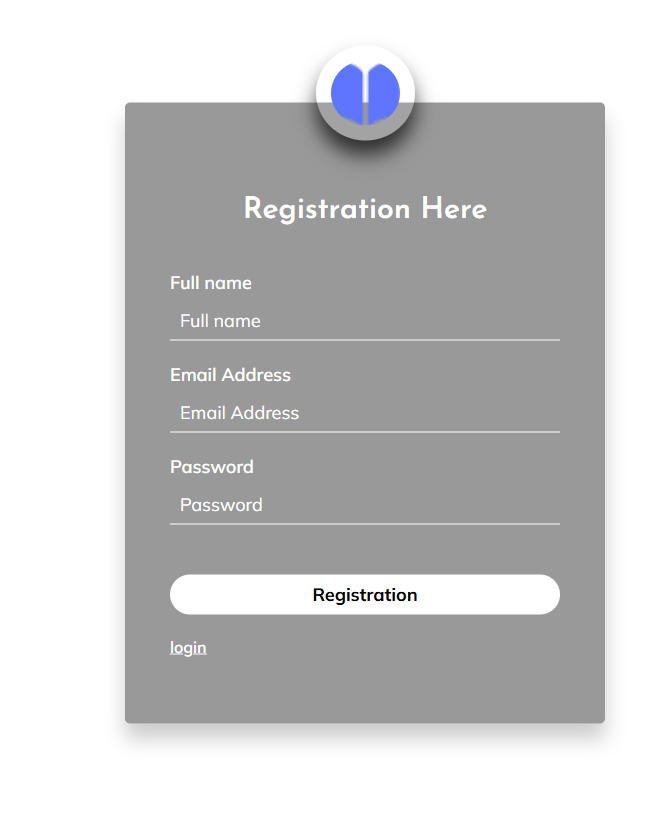 Registration Here
Full name
Full name
Email Address
Email Address
Password
Password
Registration
login